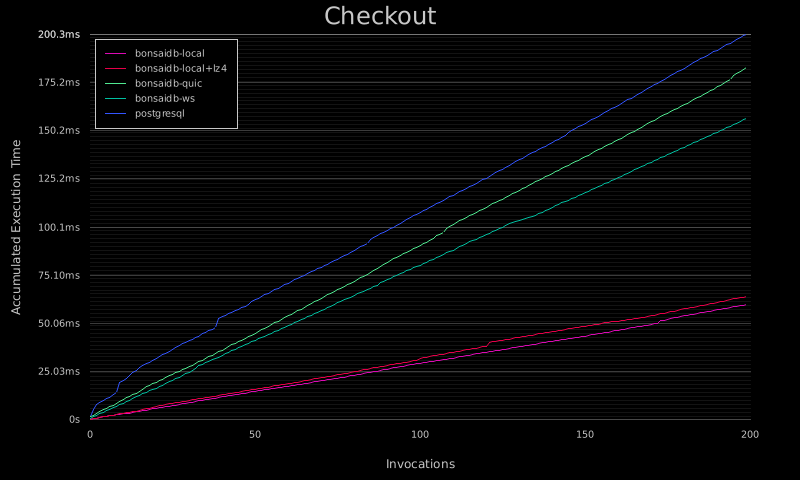 Checkout
200.3ms
175.2ms
150.2ms
125.2ms
100.1ms
75.10ms
50.06ms
25.03ms
0s
bonsaidb-local
bonsaidb-local+lz4
bonsaidb-quic
bonsaidb-ws
postgresql
Accumulated Execution Time
0
50
100
150
200
Invocations